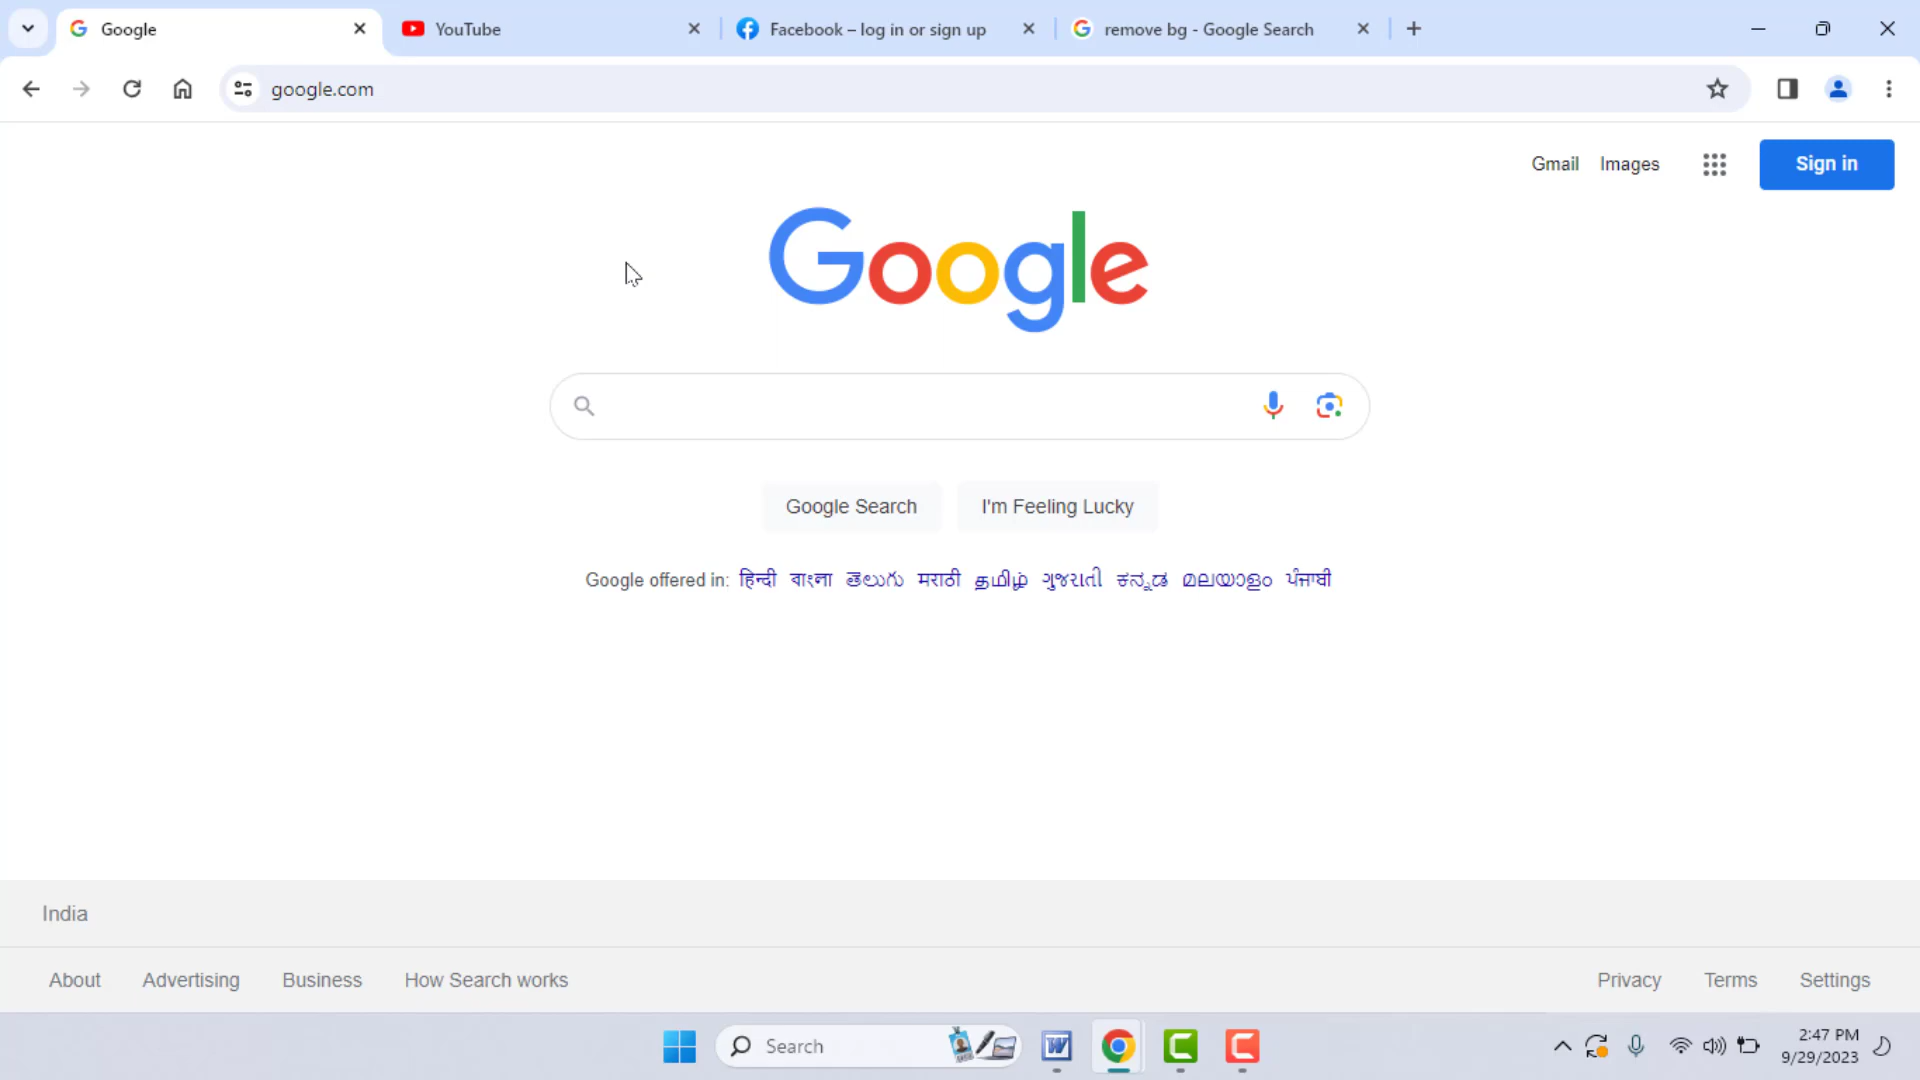 Google
YouTube
Facebook – log in or sign up
remove bg - Google Search
google.com
Gmail Images
Sign in
Google
Google Search
I'm Feeling Lucky
Google offered in: हिन्दी বাংলা తెలుగు मराठी தமிழ் ગુજરાતી ಕನ್ನಡ മലയാളം ਪੰਜਾਬੀ
India
About Advertising Business How Search works
Privacy Terms Settings
Search
2:47 PM
9/29/2023